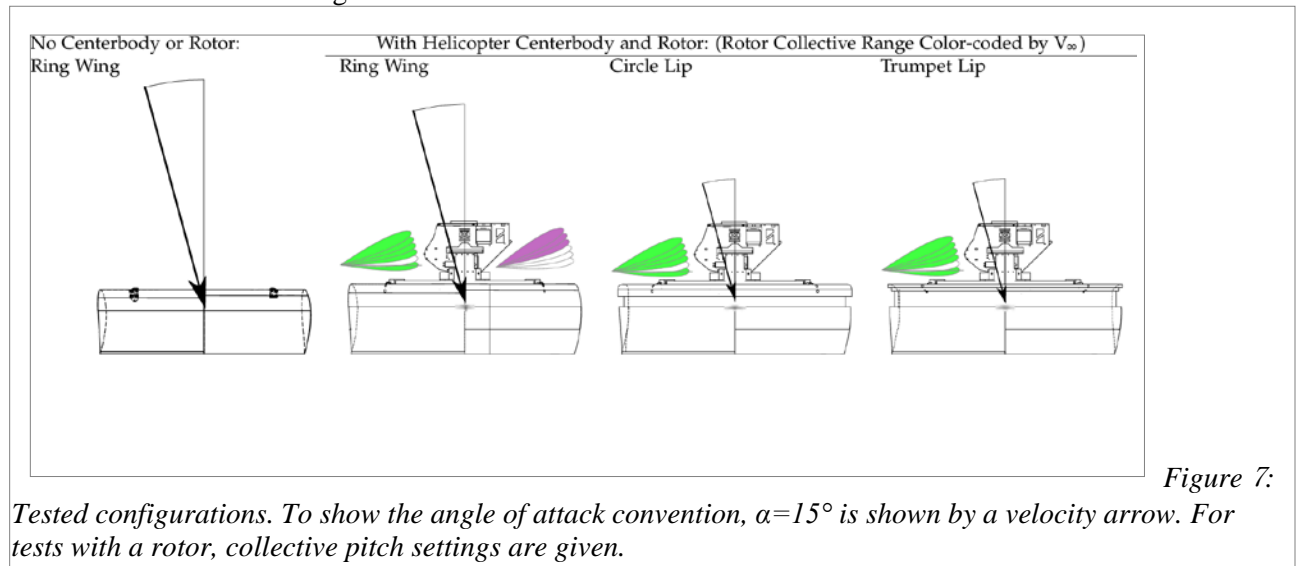 No Centerbody or Rotor:
With Helicopter Centerbody and Rotor: (Rotor Collective Range Color-coded by V∞)
Ring Wing
Ring Wing
Circle Lip
Trumpet Lip
Figure 7:
Tested configurations. To show the angle of attack convention, α=15° is shown by a velocity arrow. For
tests with a rotor, collective pitch settings are given.